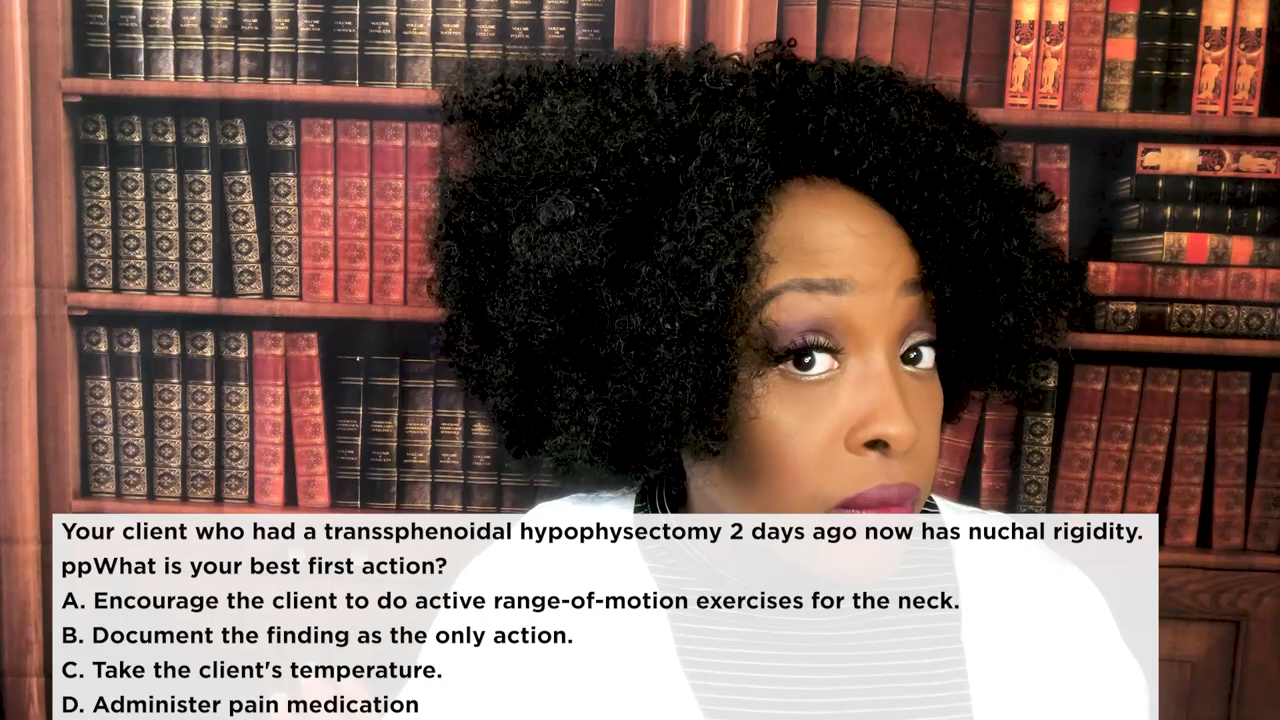 Your client who had a transsphenoidal hypophysectomy 2 days ago now has nuchal rigidity.
ppWhat is your best first action?
A. Encourage the client to do active range-of-motion exercises for the neck.
B. Document the finding as the only action.
C. Take the client's temperature.
D. Administer pain medication